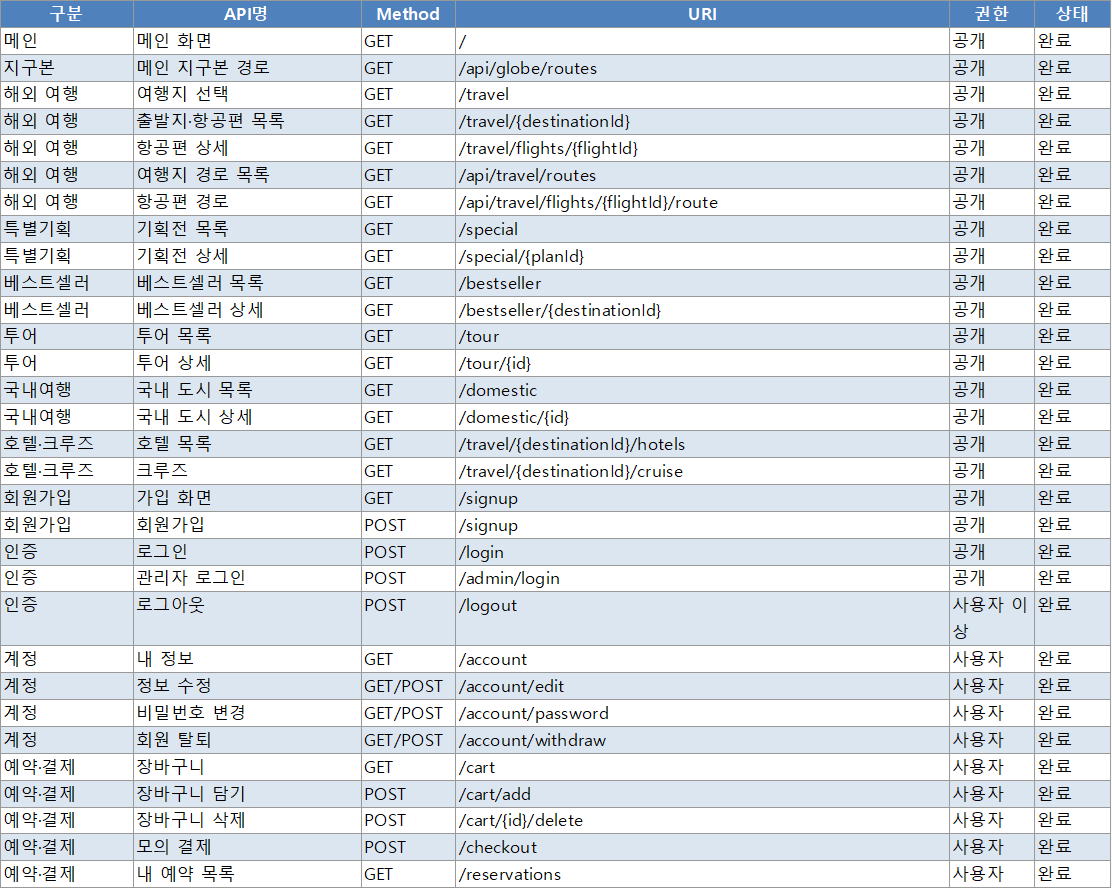 구분 API명 Method URI 권한 상태
메인 메인 화면 GET / 공개 완료
지구본 메인 지구본 경로 GET /api/globe/routes 공개 완료
해외 여행 여행지 선택 GET /travel 공개 완료
해외 여행 출발지·항공편 목록 GET /travel/{destinationId} 공개 완료
해외 여행 항공편 상세 GET /travel/flights/{flightId} 공개 완료
해외 여행 여행지 경로 목록 GET /api/travel/routes 공개 완료
해외 여행 항공편 경로 GET /api/travel/flights/{flightId}/route 공개 완료
특별기획 기획전 목록 GET /special 공개 완료
특별기획 기획전 상세 GET /special/{planId} 공개 완료
베스트셀러 베스트셀러 목록 GET /bestseller 공개 완료
베스트셀러 베스트셀러 상세 GET /bestseller/{destinationId} 공개 완료
투어 투어 목록 GET /tour 공개 완료
투어 투어 상세 GET /tour/{id} 공개 완료
국내여행 국내 도시 목록 GET /domestic 공개 완료
국내여행 국내 도시 상세 GET /domestic/{id} 공개 완료
호텔·크루즈 호텔 목록 GET /travel/{destinationId}/hotels 공개 완료
호텔·크루즈 크루즈 GET /travel/{destinationId}/cruise 공개 완료
회원가입 가입 화면 GET /signup 공개 완료
회원가입 회원가입 POST /signup 공개 완료
인증 로그인 POST /login 공개 완료
인증 관리자 로그인 POST /admin/login 공개 완료
인증 로그아웃 POST /logout 사용자 이 완료
상
계정 내 정보 GET /account 사용자 완료
계정 정보 수정 GET/POST /account/edit 사용자 완료
계정 비밀번호 변경 GET/POST /account/password 사용자 완료
계정 회원 탈퇴 GET/POST /account/withdraw 사용자 완료
예약·결제 장바구니 GET /cart 사용자 완료
예약·결제 장바구니 담기 POST /cart/add 사용자 완료
예약·결제 장바구니 삭제 POST /cart/{id}/delete 사용자 완료
예약·결제 모의 결제 POST /checkout 사용자 완료
예약·결제 내 예약 목록 GET /reservations 사용자 완료